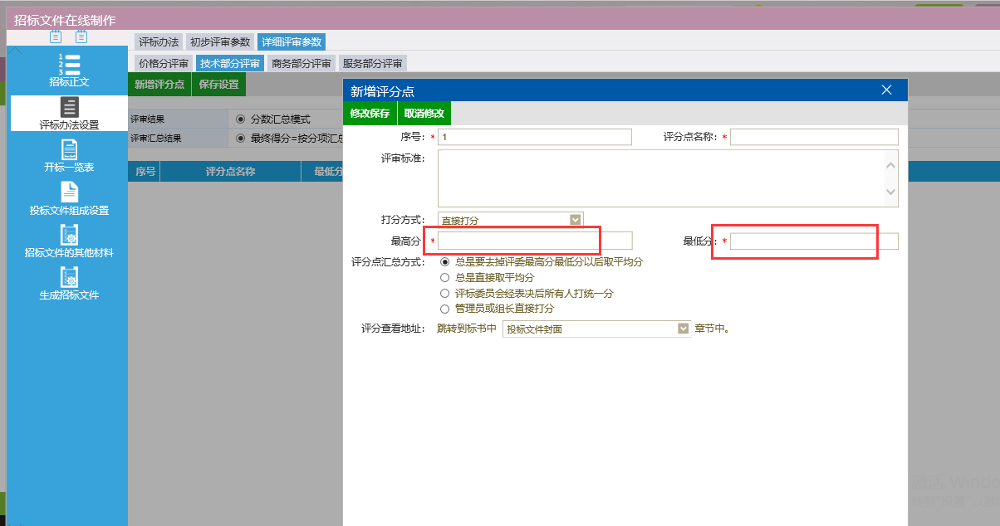 招标文件在线制作
评标办法 初步评审参数 详细评审参数
价格分评审 技术部分评审 商务部分评审 服务部分评审
新增评分点 保存设置
评审结果 分数汇总模式
评审汇总结果 最终得分=按分项汇总
序号 评分点名称 最低分
招标正文
评标办法设置
开标一览表
投标文件组成设置
招标文件的其他材料
生成招标文件
新增评分点
修改保存 取消修改
序号: * 1 评分点名称: *
评审标准:
打分方式: 直接打分
最高分 * 最低分: *
评分点汇总方式: 总是要去掉评委最高分最低分以后取平均分
总是直接取平均分
评标委员会经表决后所有人打统一分
管理员或组长直接打分
评分查看地址: 跳转到标书中 投标文件封面 章节中。
激活 Windo